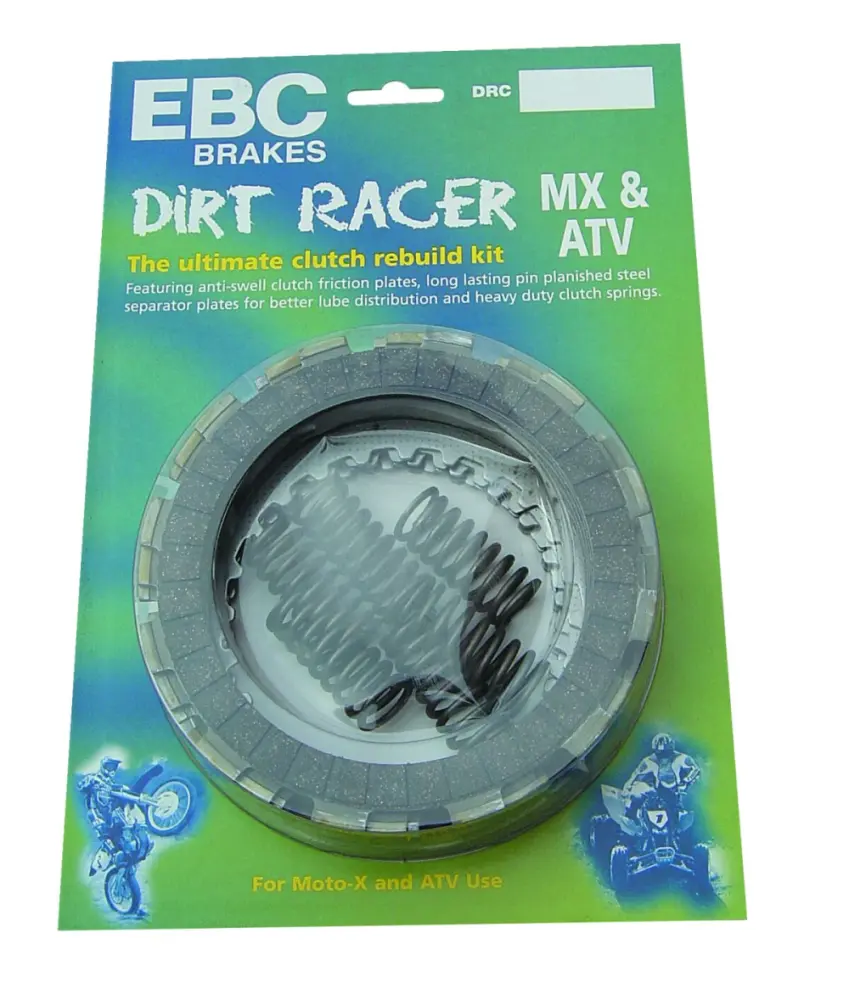 EBC
BRAKES
DRC
DiRT RACER
MX &
ATV
The ultimate clutch rebuild kit
Featuring anti-swell clutch friction plates, long lasting pin planished steel
separator plates for better lube distribution and heavy duty clutch springs.
For Moto-X and ATV Use